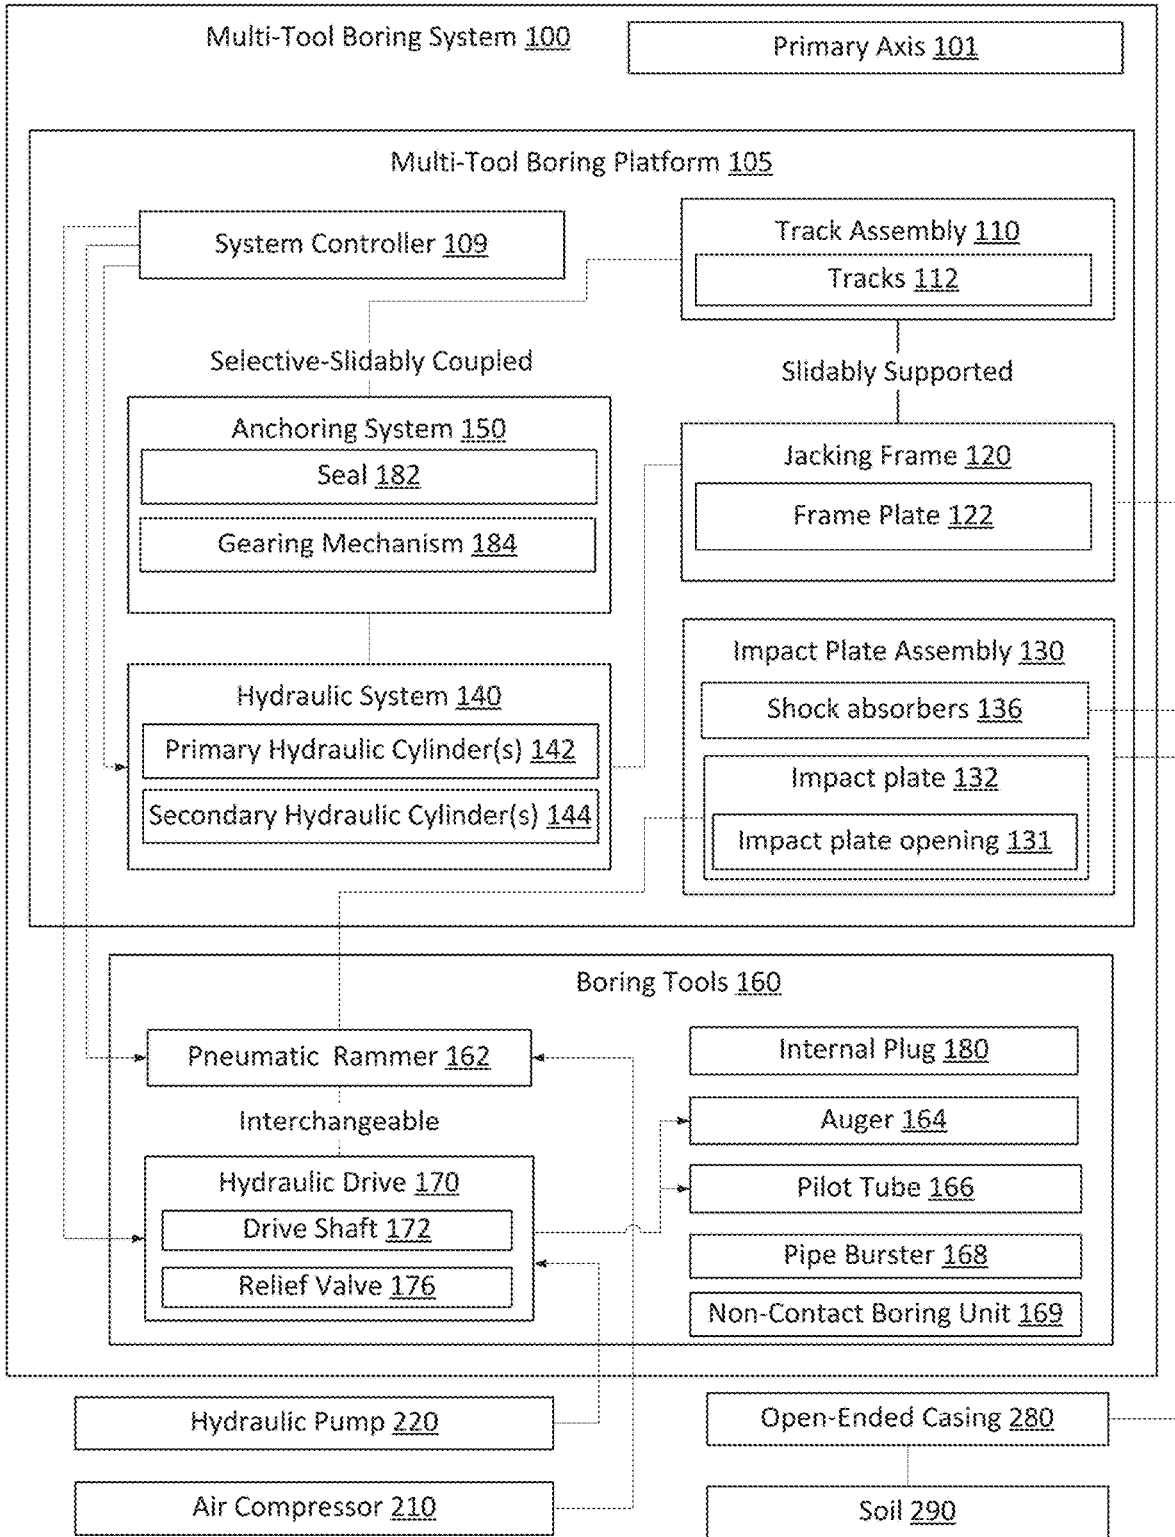 Multi-Tool Boring System 100
Primary Axis 101
Multi-Tool Boring Platform 105
System Controller 109
Track Assembly 110
Tracks 112
Selective-Slidably Coupled
Slidably Supported
Anchoring System 150
Seal 182
Gearing Mechanism 184
Jacking Frame 120
Frame Plate 122
Hydraulic System 140
Primary Hydraulic Cylinder(s) 142
Secondary Hydraulic Cylinder(s) 144
Impact Plate Assembly 130
Shock absorbers 136
Impact plate 132
Impact plate opening 131
Boring Tools 160
Pneumatic Rammer 162
Interchangeable
Hydraulic Drive 170
Drive Shaft 172
Relief Valve 176
Internal Plug 180
Auger 164
Pilot Tube 166
Pipe Burster 168
Non-Contact Boring Unit 169
Hydraulic Pump 220
Air Compressor 210
Open-Ended Casing 280
Soil 290